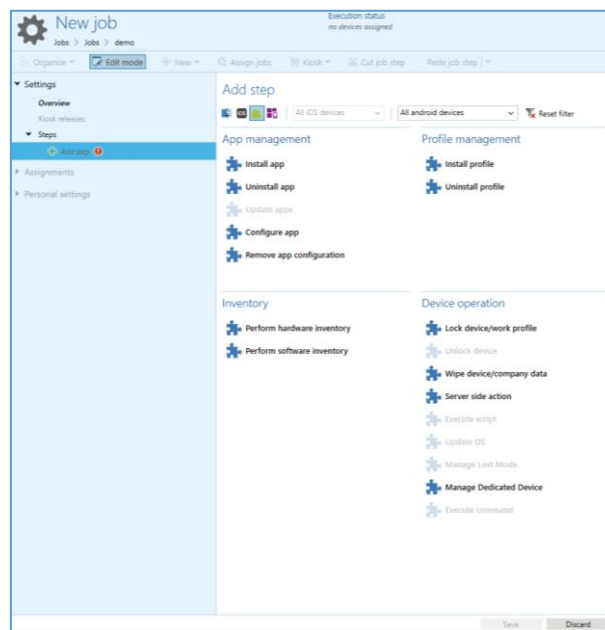 New job
Jobs > Jobs > demo
Execution status
no devices assigned
Organize
Edit mode
New
Assign jobs
Kiosk
Cut job step
Paste job step
Settings
Overview
Kiosk releases
Steps
Add step
Assignments
Personal settings
Add step
iOS
All iOS devices
All android devices
Reset filter
App management
Install app
Uninstall app
Update apps
Configure app
Remove app configuration
Profile management
Install profile
Uninstall profile
Inventory
Perform hardware inventory
Perform software inventory
Device operation
Lock device/work profile
Unlock device
Wipe device/company data
Server side action
Execute script
Update OS
Manage Lost Mode
Manage Dedicated Device
Execute command
Save
Discard